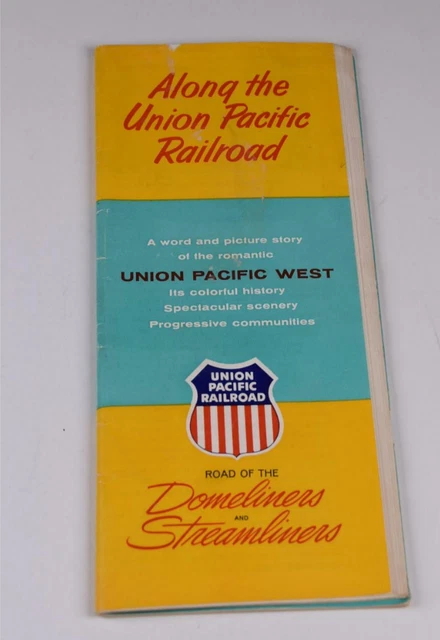 Along the
Union Pacific
Railroad
A word and picture story
of the romantic
UNION PACIFIC WEST
Its colorful history
Spectacular scenery
Progressive communities
UNION
PACIFIC
RAILROAD
ROAD OF THE
Domeliners
AND
Streamliners